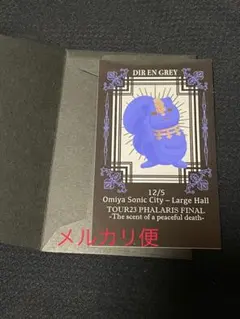 DIR EN GREY
12/5
Omiya Sonic City – Large Hall
TOUR23 PHALARIS FINAL
-The scent of a peaceful death-
メルカリ便